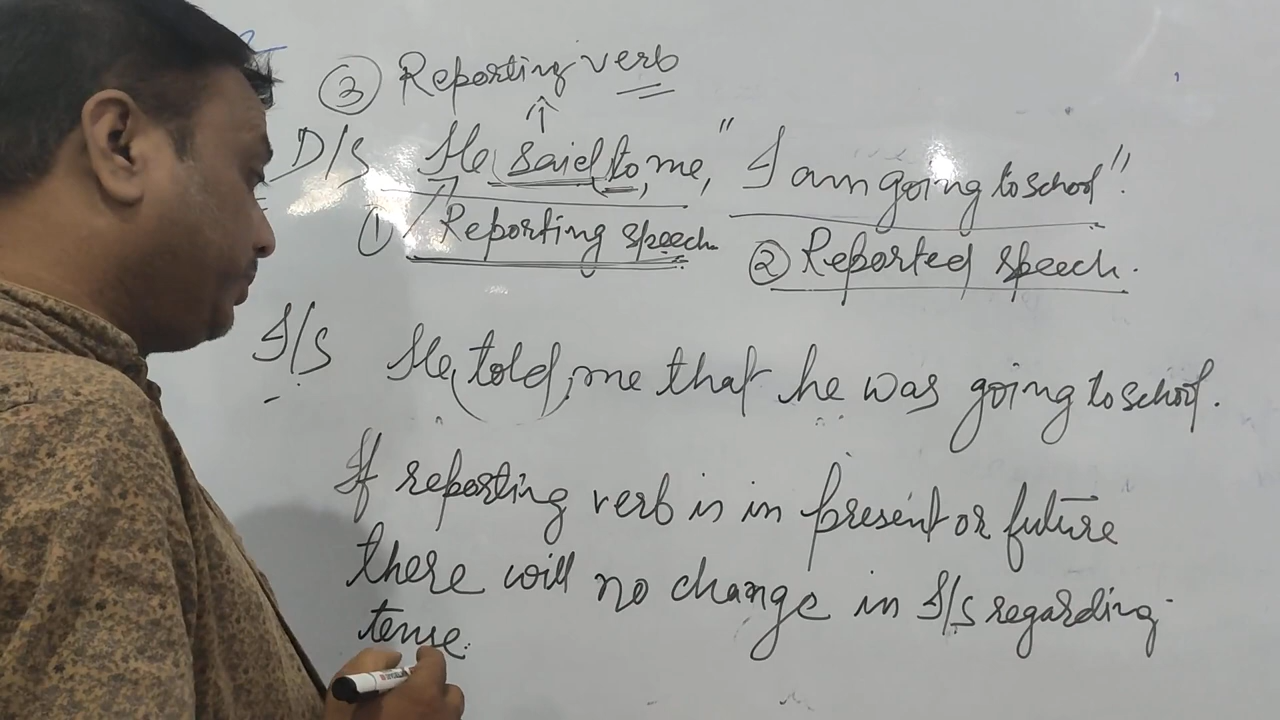 ③ Reporting verb
D/S He said to me, "I am going to school".
① Reporting speech
② Reported speech.
I/S He told me that he was going to school.
If reporting verb is in present or future
there will no change in I/S regarding
tense.